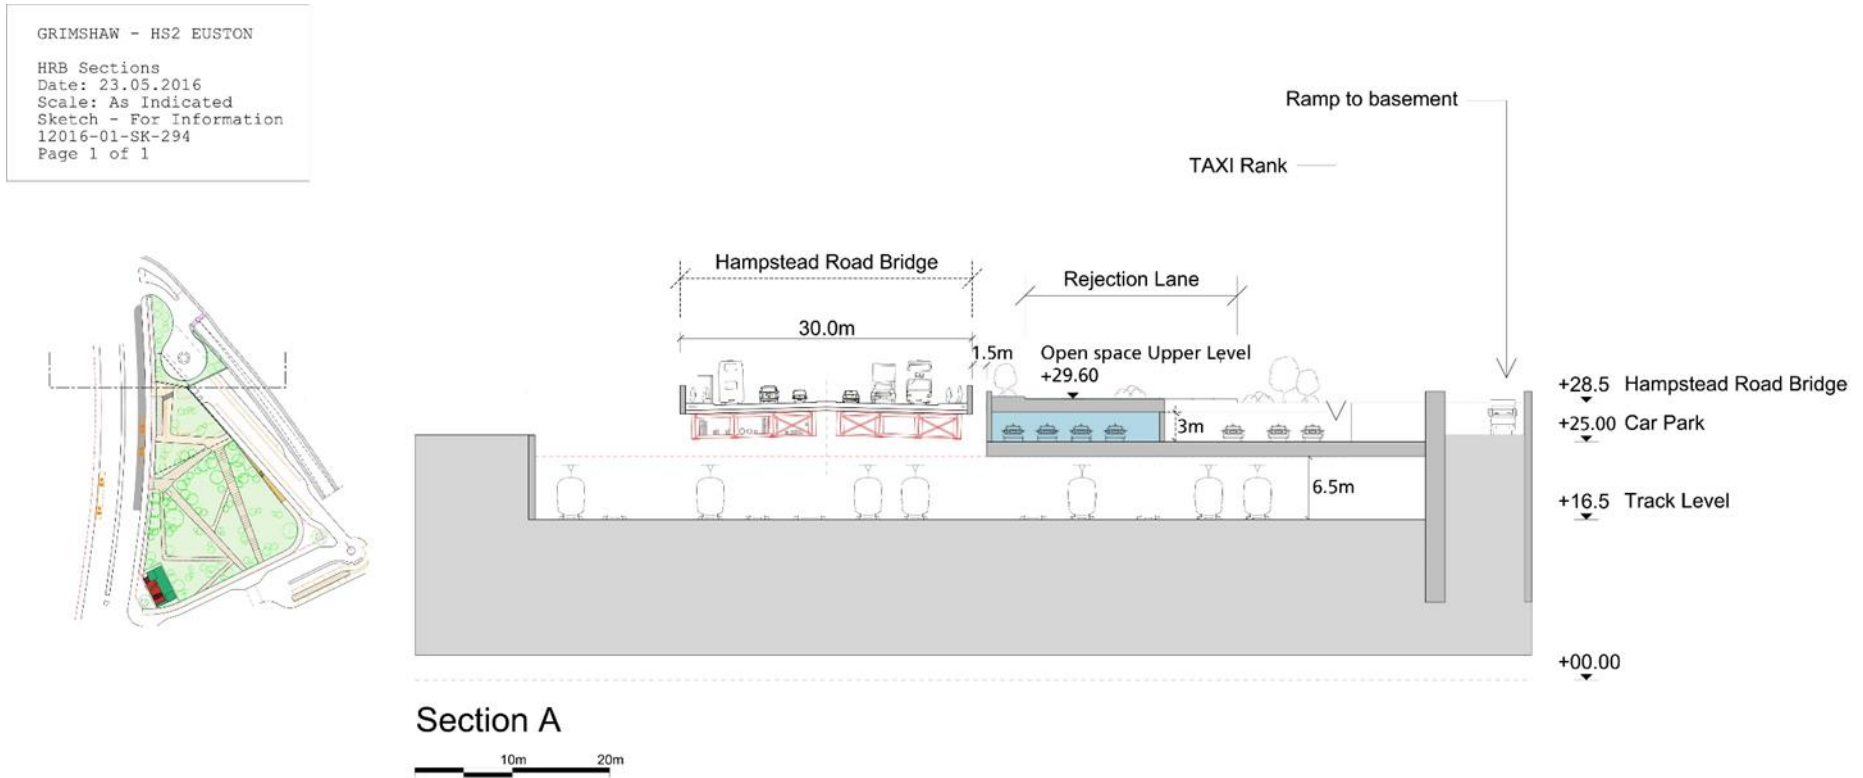 GRIMSHAW - HS2 EUSTON
HRB Sections
Date: 23.05.2016
Scale: As Indicated
Sketch - For Information
12016-01-SK-294
Page 1 of 1
Ramp to basement
TAXI Rank
Hampstead Road Bridge
Rejection Lane
30.0m
1.5m
Open space Upper Level
+29.60
3m
6.5m
+28.5 Hampstead Road Bridge
+25.00 Car Park
+16.5 Track Level
+00.00
Section A
10m 20m